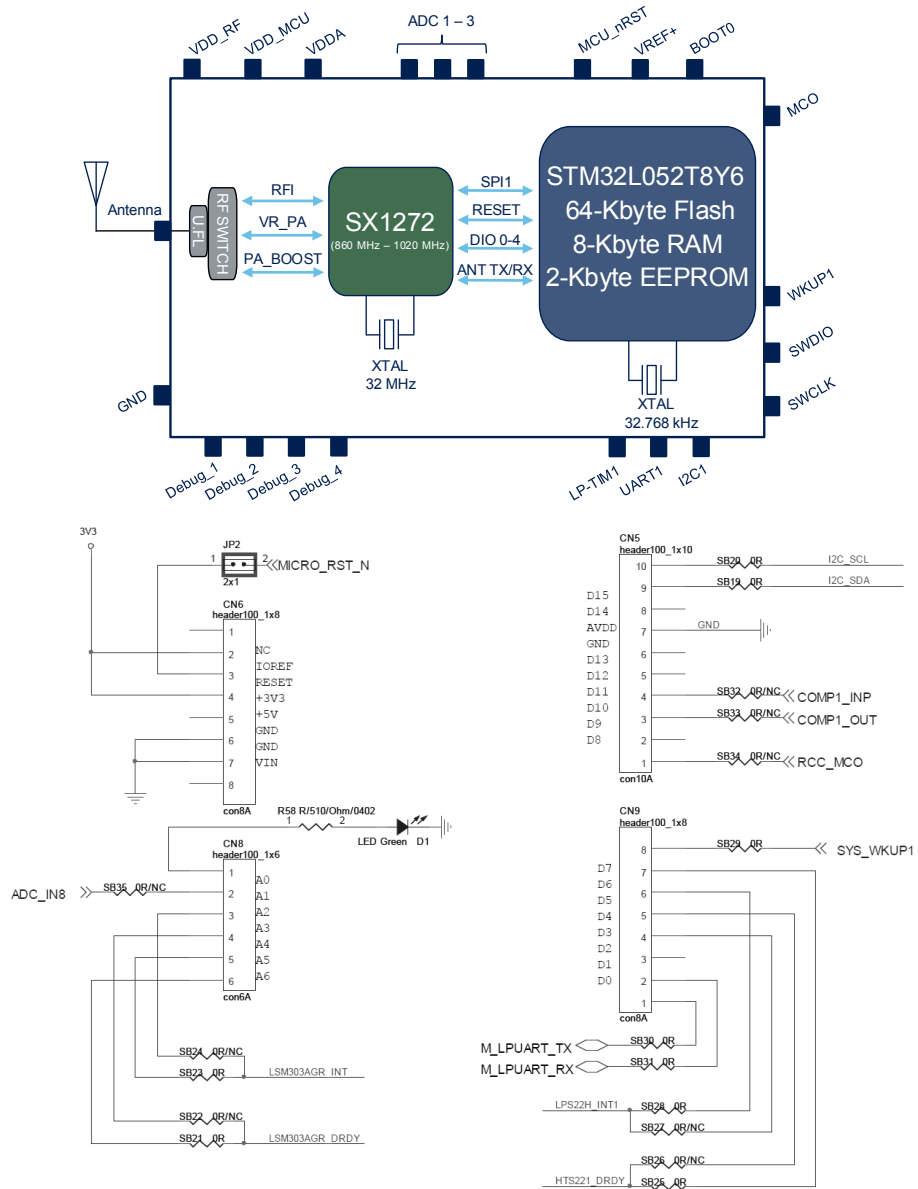 VDD_RF
VDD_MCU
VDDA
ADC 1 – 3
MCU_nRST
VREF+
BOOT0
MCO
Antenna
U.FL
RF SWITCH
RFI
VR_PA
PA_BOOST
SX1272
(860 MHz – 1020 MHz)
SPI1
RESET
DIO 0-4
ANT TX/RX
STM32L052T8Y6
64-Kbyte Flash
8-Kbyte RAM
2-Kbyte EEPROM
XTAL
32 MHz
XTAL
32.768 kHz
WKUP1
SWDIO
SWCLK
GND
Debug_1
Debug_2
Debug_3
Debug_4
LP-TIM1
UART1
I2C1
3V3
JP2
1
2
MICRO_RST_N
2x1
CN6
header100_1x8
1
2
3
4
5
6
7
8
NC
IOREF
RESET
+3V3
+5V
GND
GND
VIN
con8A
R58 R/510/Ohm/0402
1
2
LED Green D1
CN8
header100_1x6
ADC_IN8
SB35 0R/NC
1
2
3
4
5
6
A0
A1
A2
A3
A4
A5
A6
con6A
SB24 0R/NC
SB23 0R
LSM303AGR_INT
SB22 0R/NC
SB21 0R
LSM303AGR_DRDY
CN5
header100_1x10
10
9
8
7
6
5
4
3
2
1
D15
D14
AVDD
GND
D13
D12
D11
D10
D9
D8
SB20 0R
I2C_SCL
SB19 0R
I2C_SDA
GND
SB32 0R/NC
COMP1_INP
SB33 0R/NC
COMP1_OUT
SB34 0R/NC
RCC_MCO
con10A
CN9
header100_1x8
8
7
6
5
4
3
2
1
D7
D6
D5
D4
D3
D2
D1
D0
SB29 0R
SYS_WKUP1
con8A
M_LPUART_TX
SB30 0R
M_LPUART_RX
SB31 0R
LPS22H_INT1
SB28 0R
SB27 0R/NC
SB26 0R/NC
HTS221_DRDY
SB25 0R